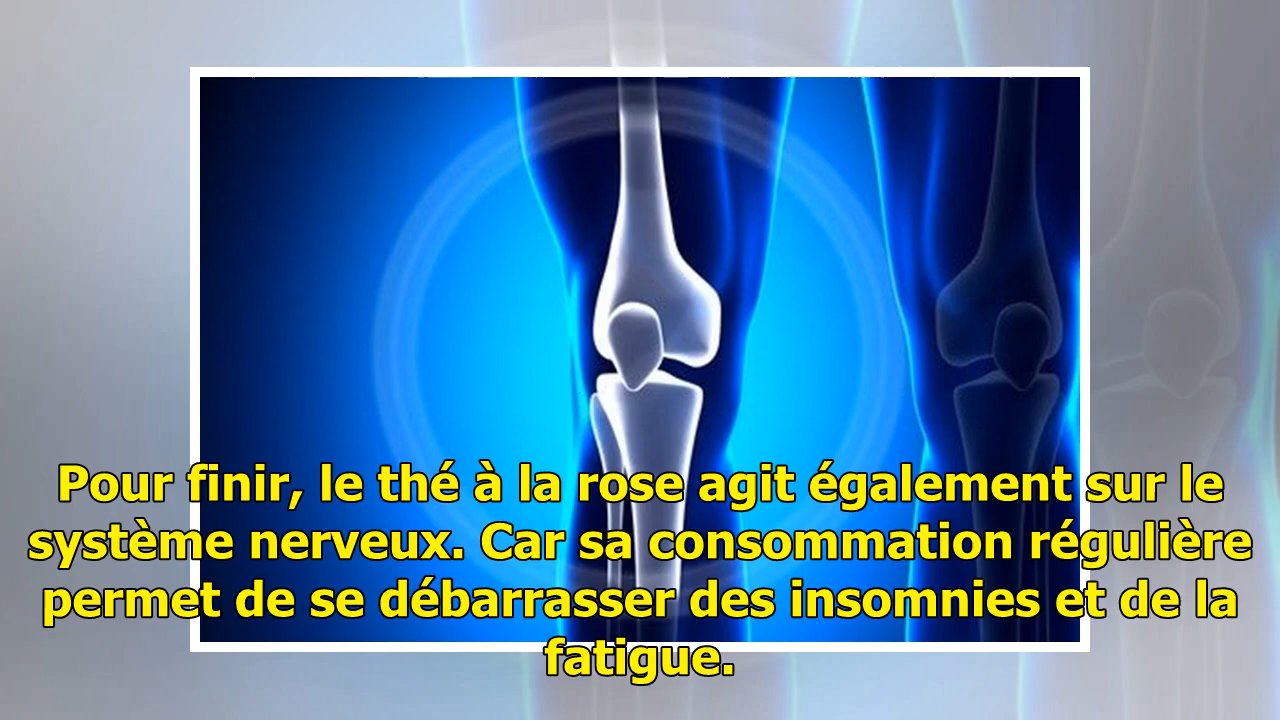 Pour finir, le thé à la rose agit également sur le
système nerveux. Car sa consommation régulière
permet de se débarrasser des insomnies et de la
fatigue.